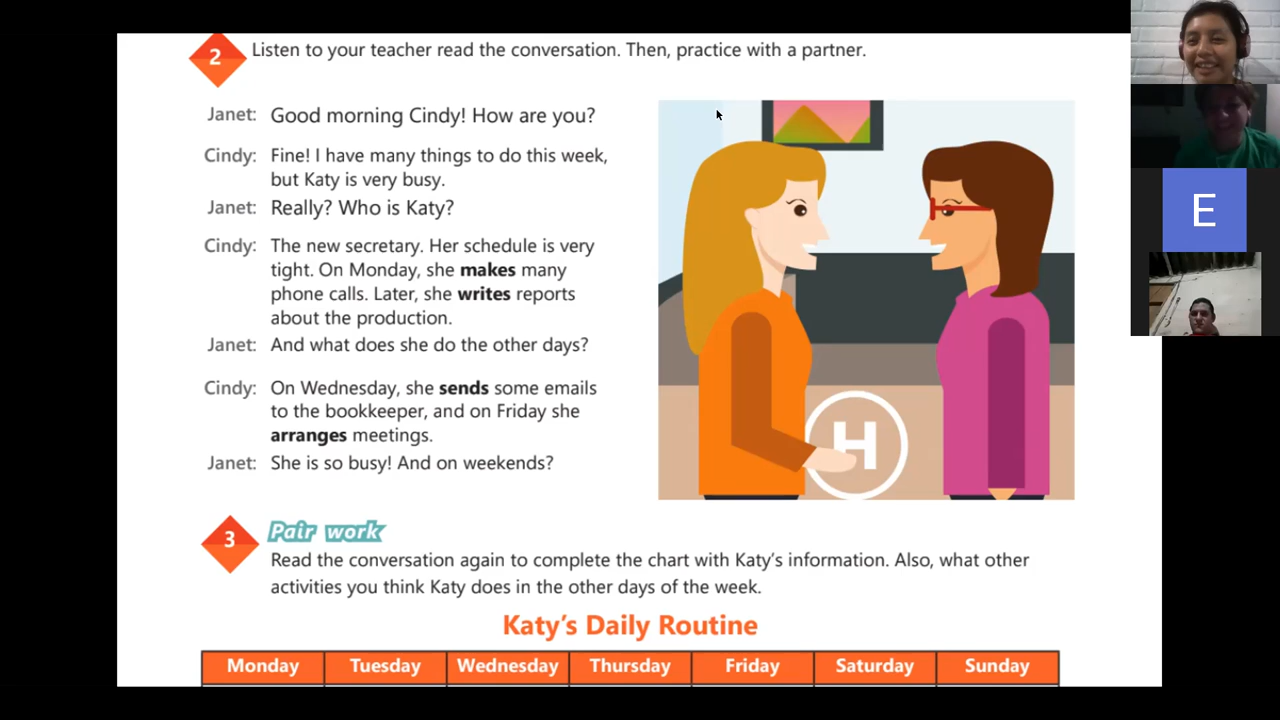 2 Listen to your teacher read the conversation. Then, practice with a partner.
Janet: Good morning Cindy! How are you?
Cindy: Fine! I have many things to do this week,
but Katy is very busy.
Janet: Really? Who is Katy?
Cindy: The new secretary. Her schedule is very
tight. On Monday, she makes many
phone calls. Later, she writes reports
about the production.
Janet: And what does she do the other days?
Cindy: On Wednesday, she sends some emails
to the bookkeeper, and on Friday she
arranges meetings.
Janet: She is so busy! And on weekends?
H
3 Pair work
Read the conversation again to complete the chart with Katy's information. Also, what other
activities you think Katy does in the other days of the week.
Katy's Daily Routine
Monday Tuesday Wednesday Thursday Friday Saturday Sunday
E